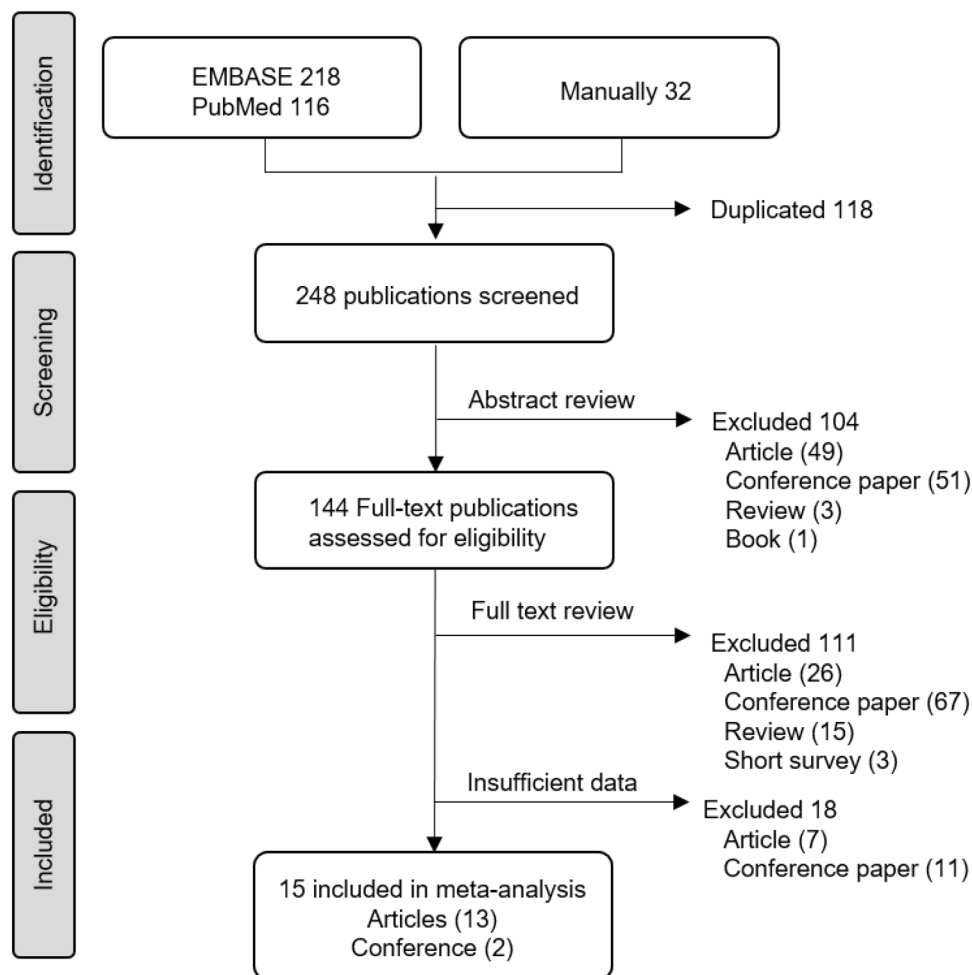 Identification
EMBASE 218
PubMed 116
Manually 32
Duplicated 118
Screening
248 publications screened
Abstract review
Excluded 104
Article (49)
Conference paper (51)
Review (3)
Book (1)
Eligibility
144 Full-text publications
assessed for eligibility
Full text review
Excluded 111
Article (26)
Conference paper (67)
Review (15)
Short survey (3)
Included
Insufficient data
Excluded 18
Article (7)
Conference paper (11)
15 included in meta-analysis
Articles (13)
Conference (2)